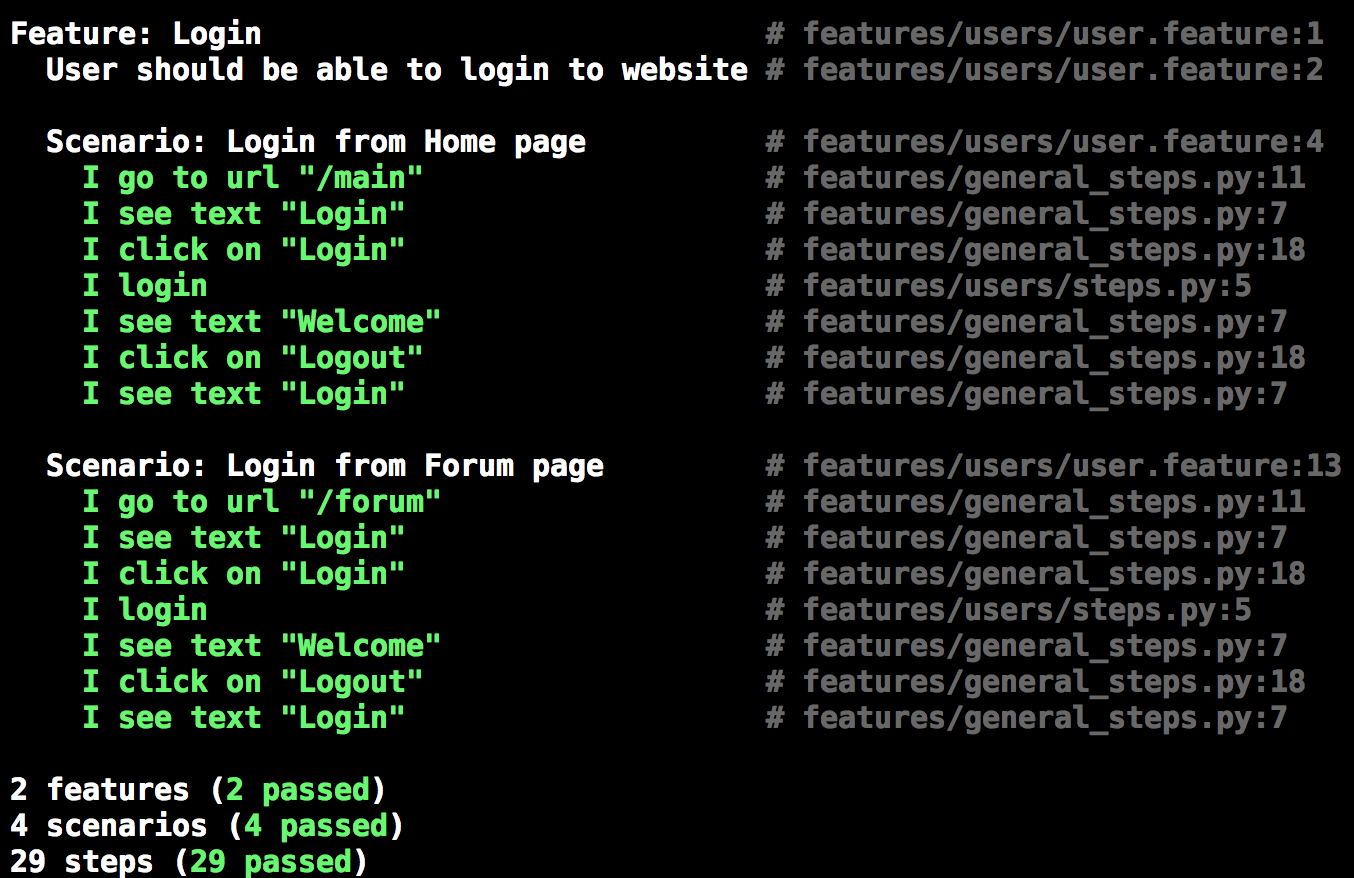 Feature: Login # features/users/user.feature:1
User should be able to login to website # features/users/user.feature:2
Scenario: Login from Home page # features/users/user.feature:4
I go to url "/main" # features/general_steps.py:11
I see text "Login" # features/general_steps.py:7
I click on "Login" # features/general_steps.py:18
I login # features/users/steps.py:5
I see text "Welcome" # features/general_steps.py:7
I click on "Logout" # features/general_steps.py:18
I see text "Login" # features/general_steps.py:7
Scenario: Login from Forum page # features/users/user.feature:13
I go to url "/forum" # features/general_steps.py:11
I see text "Login" # features/general_steps.py:7
I click on "Login" # features/general_steps.py:18
I login # features/users/steps.py:5
I see text "Welcome" # features/general_steps.py:7
I click on "Logout" # features/general_steps.py:18
I see text "Login" # features/general_steps.py:7
2 features (2 passed)
4 scenarios (4 passed)
29 steps (29 passed)